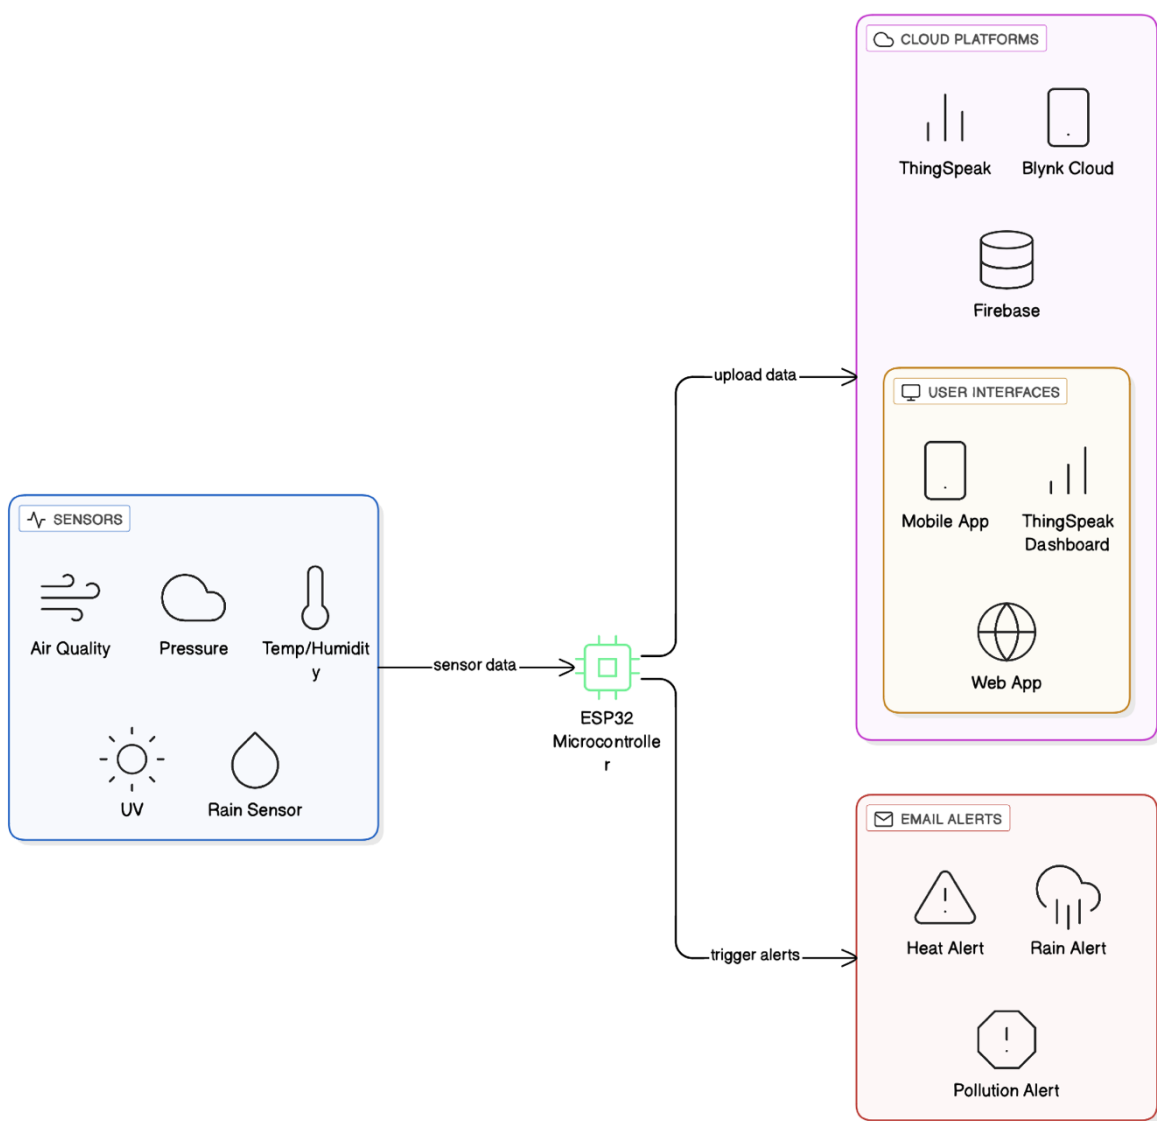 CLOUD PLATFORMS
ThingSpeak
Blynk Cloud
Firebase
upload data
USER INTERFACES
Mobile App
ThingSpeak
Dashboard
Web App
SENSORS
Air Quality
Pressure
Temp/Humidit
y
UV
Rain Sensor
sensor data
ESP32
Microcontrolle
r
trigger alerts
EMAIL ALERTS
Heat Alert
Rain Alert
Pollution Alert